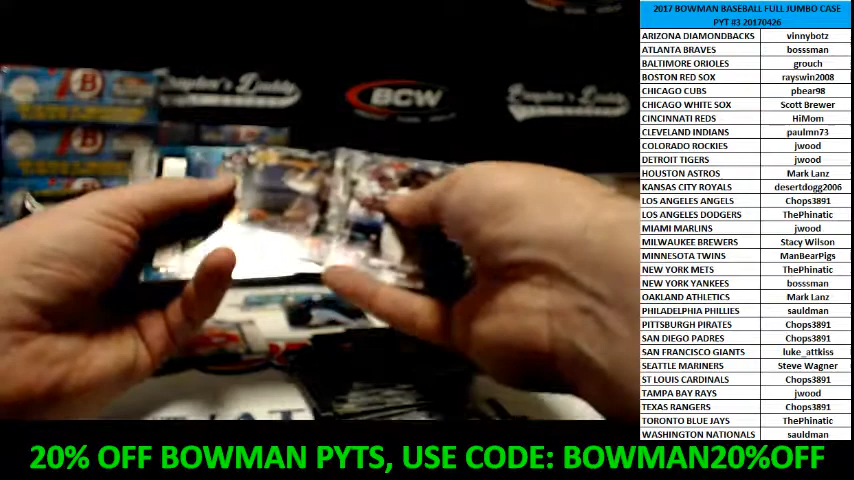 2017 BOWMAN BASEBALL FULL JUMBO CASE
PYT #3 20170426
ARIZONA DIAMONDBACKS vinnybotz
ATLANTA BRAVES bosssman
BALTIMORE ORIOLES grouch
BOSTON RED SOX rayswin2008
CHICAGO CUBS pbear98
CHICAGO WHITE SOX Scott Brewer
CINCINNATI REDS HiMom
CLEVELAND INDIANS paulmn73
COLORADO ROCKIES jwood
DETROIT TIGERS jwood
HOUSTON ASTROS Mark Lanz
KANSAS CITY ROYALS desertdogg2006
LOS ANGELES ANGELS Chops3891
LOS ANGELES DODGERS ThePhinatic
MIAMI MARLINS jwood
MILWAUKEE BREWERS Stacy Wilson
MINNESOTA TWINS ManBearPigs
NEW YORK METS ThePhinatic
NEW YORK YANKEES bosssman
OAKLAND ATHLETICS Mark Lanz
PHILADELPHIA PHILLIES sauldman
PITTSBURGH PIRATES Chops3891
SAN DIEGO PADRES Chops3891
SAN FRANCISCO GIANTS luke_attkiss
SEATTLE MARINERS Steve Wagner
ST LOUIS CARDINALS Chops3891
TAMPA BAY RAYS jwood
TEXAS RANGERS Chops3891
TORONTO BLUE JAYS ThePhinatic
WASHINGTON NATIONALS sauldman
BCW
20% OFF BOWMAN PYTS, USE CODE: BOWMAN20%OFF